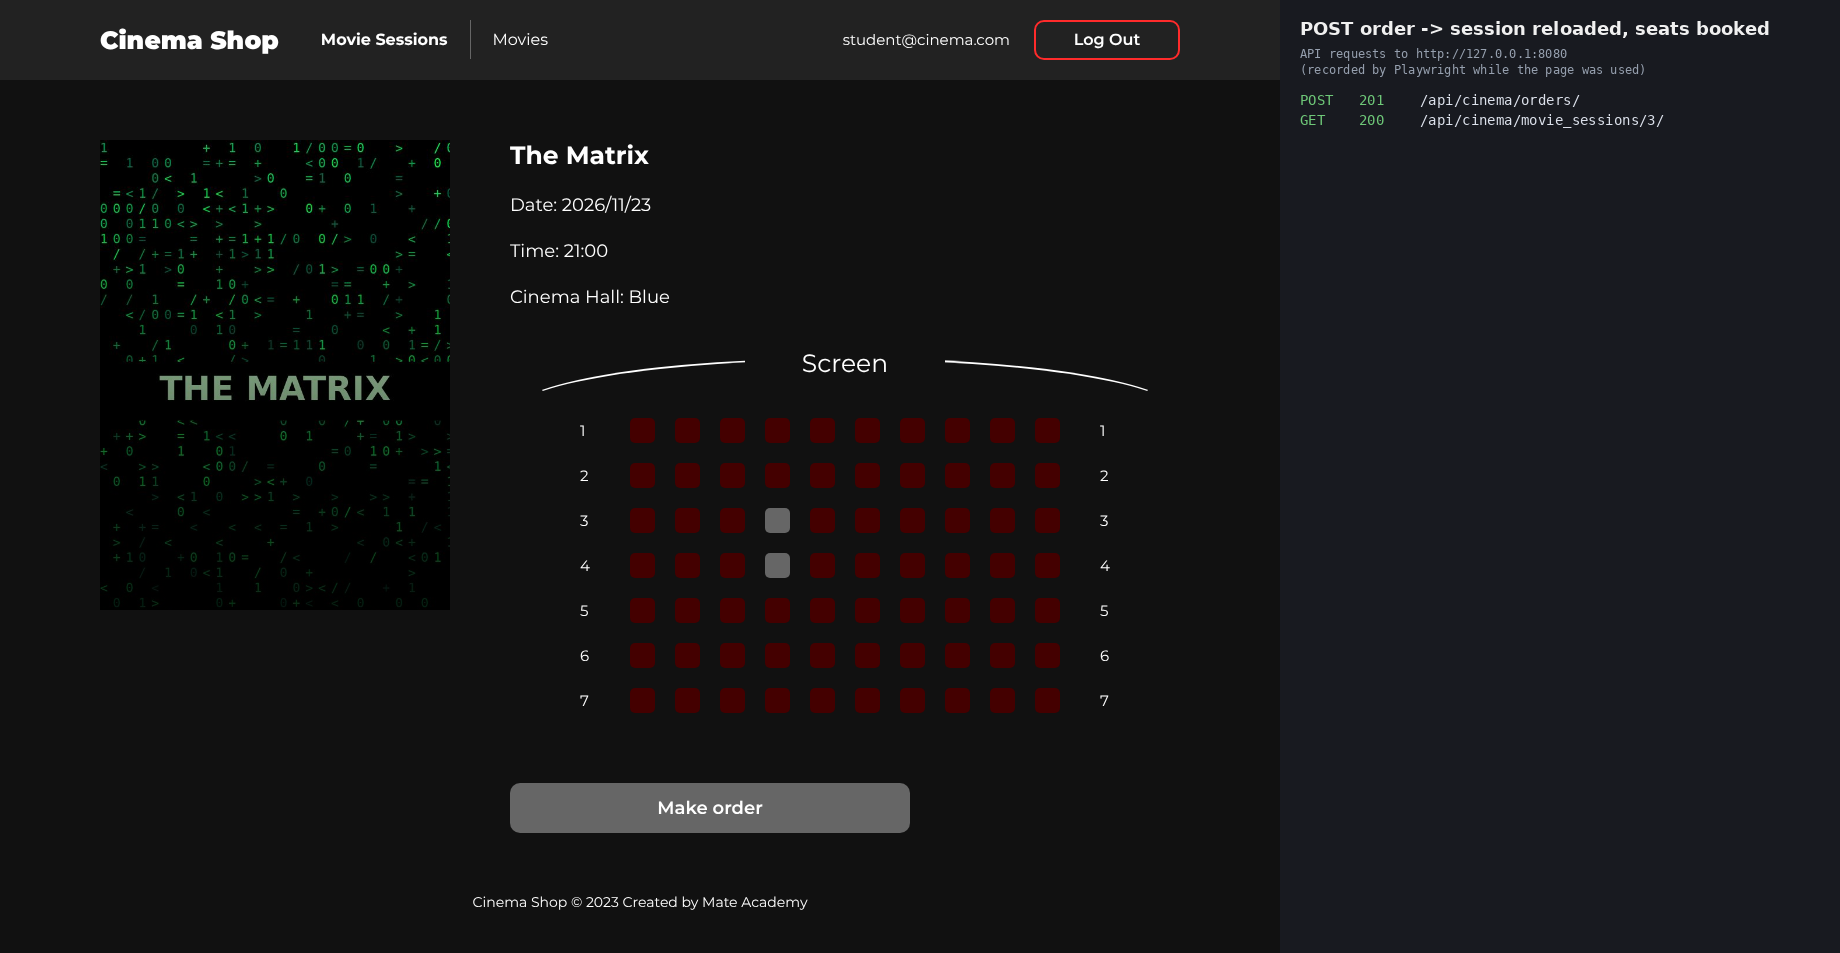 Cinema Shop
Movie Sessions
Movies
student@cinema.com
Log Out
THE MATRIX
The Matrix
Date: 2026/11/23
Time: 21:00
Cinema Hall: Blue
Screen
1 1
2 2
3 3
4 4
5 5
6 6
7 7
Make order
Cinema Shop © 2023 Created by Mate Academy
POST order -> session reloaded, seats booked
API requests to http://127.0.0.1:8080
(recorded by Playwright while the page was used)
POST 201 /api/cinema/orders/
GET 200 /api/cinema/movie_sessions/3/